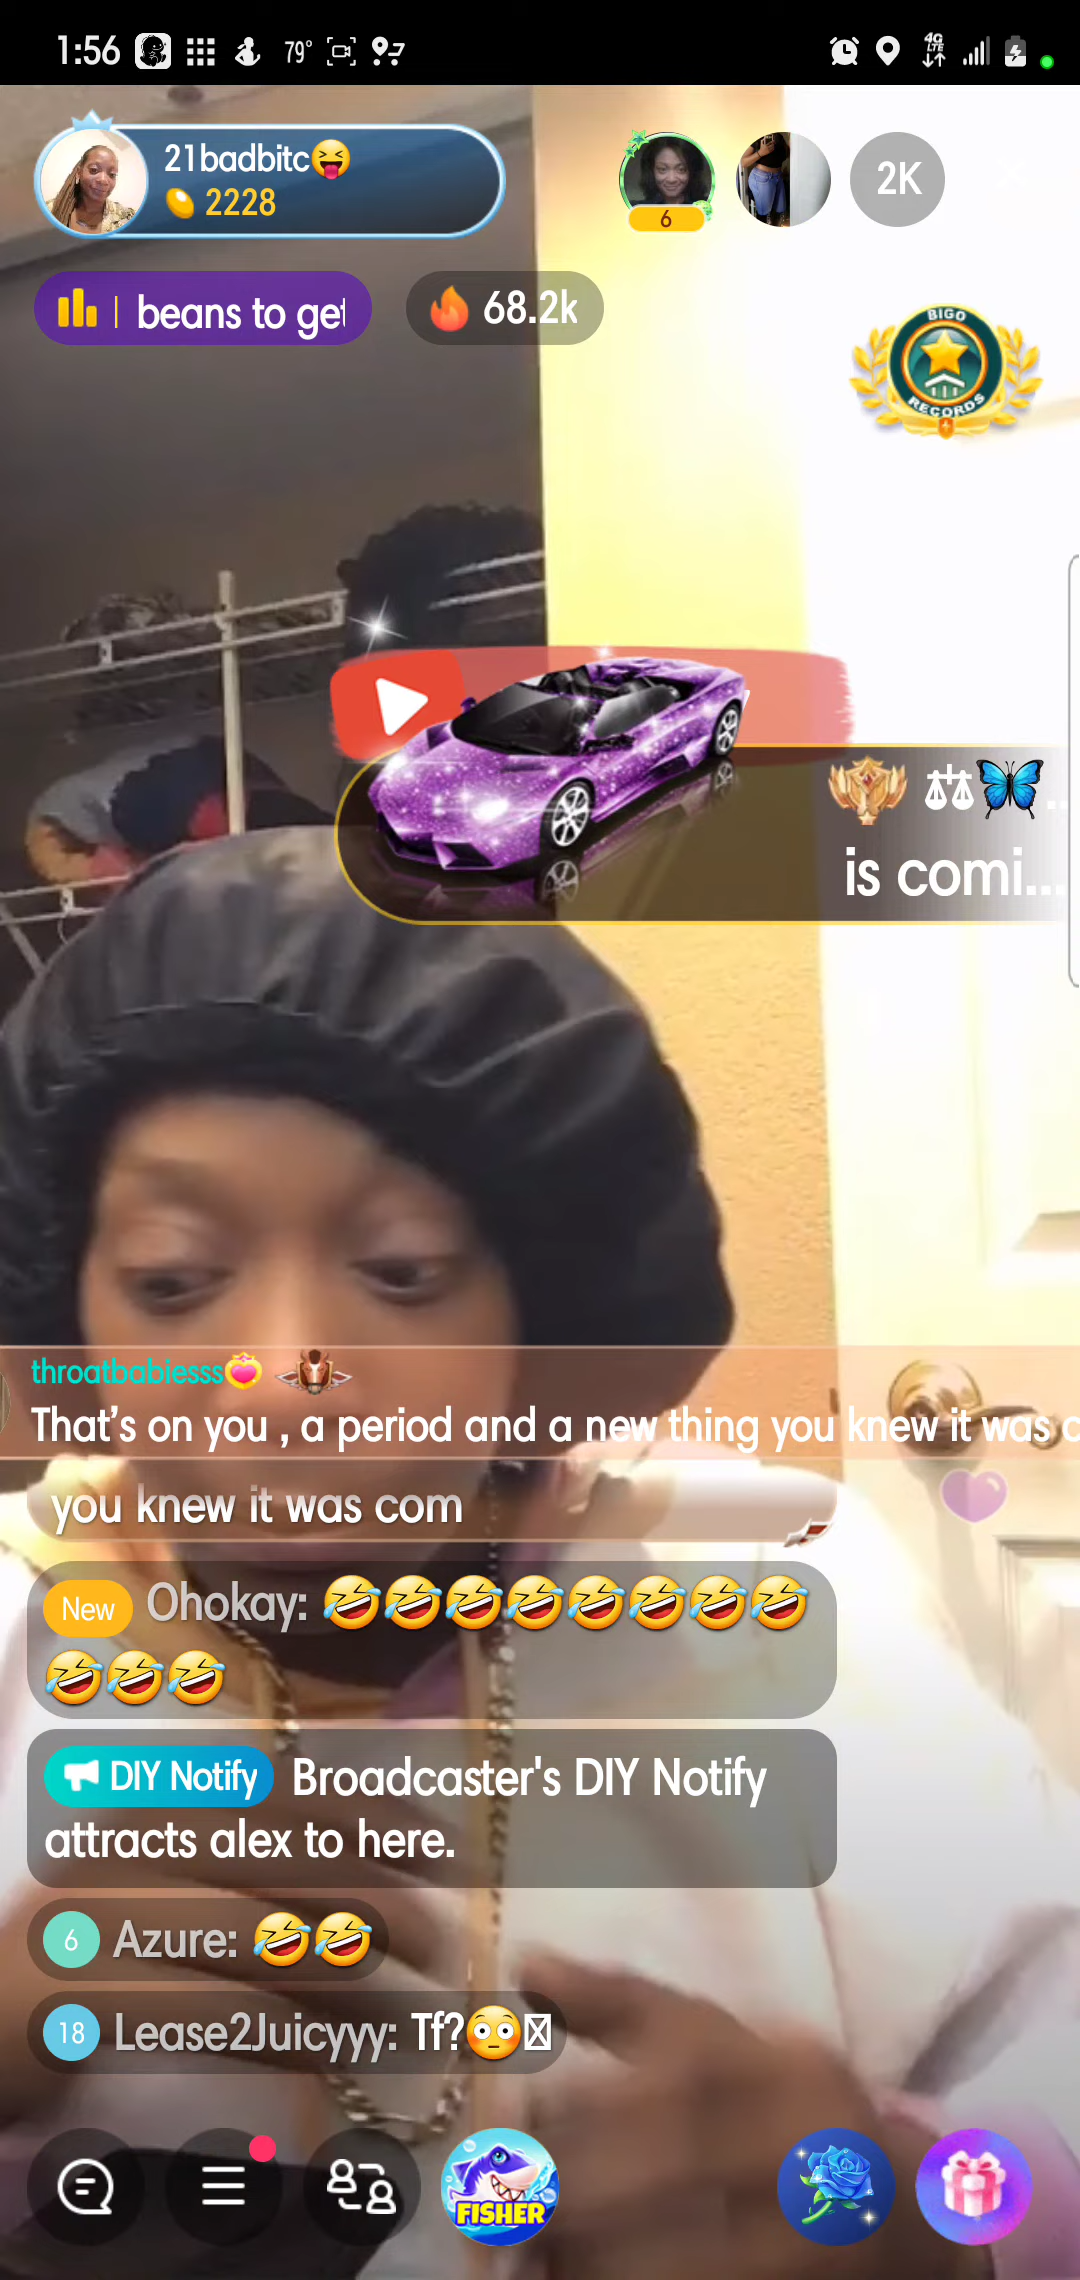 1:56
79°
4G
LTE
21badbitc😝
2228
6
2K
beans to get
68.2k
BIGO
RECORDS
⚖🦋...
is comi...
throatbabiesss
That's on you , a period and a new thing you knew it was c
you knew it was com
New Ohokay: 🤣🤣🤣🤣🤣🤣🤣🤣
🤣🤣🤣
DIY Notify Broadcaster's DIY Notify
attracts alex to here.
6 Azure: 🤣🤣
18 Lease2Juicyyy: Tf?😳
FISHER